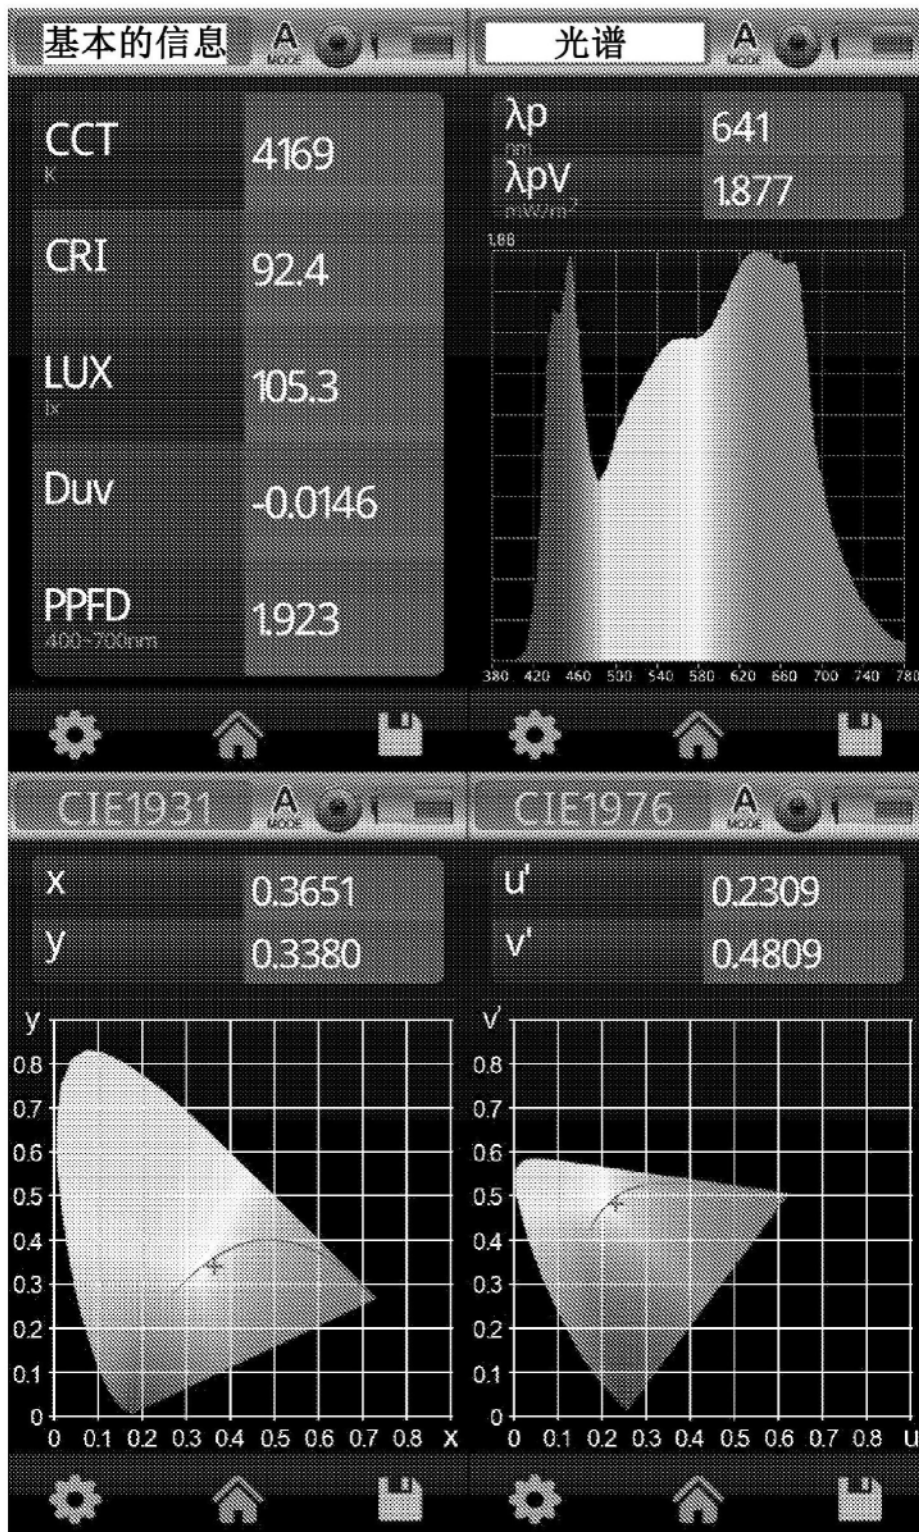 基本的信息 A MODE
CCT K 4169
CRI 92.4
LUX lx 105.3
Duv -0.0146
PPFD 400~700nm 1.923
光谱 A MODE
λp nm 641
λpV mW/m² 1.877
1.88
380 420 460 500 540 580 620 660 700 740 780
CIE1931 A MODE
x 0.3651
y 0.3380
y
0.8
0.7
0.6
0.5
0.4
0.3
0.2
0.1
0
0 0.1 0.2 0.3 0.4 0.5 0.6 0.7 0.8 x
CIE1976 A MODE
u' 0.2309
v' 0.4809
v'
0.8
0.7
0.6
0.5
0.4
0.3
0.2
0.1
0
0 0.1 0.2 0.3 0.4 0.5 0.6 0.7 0.8 u